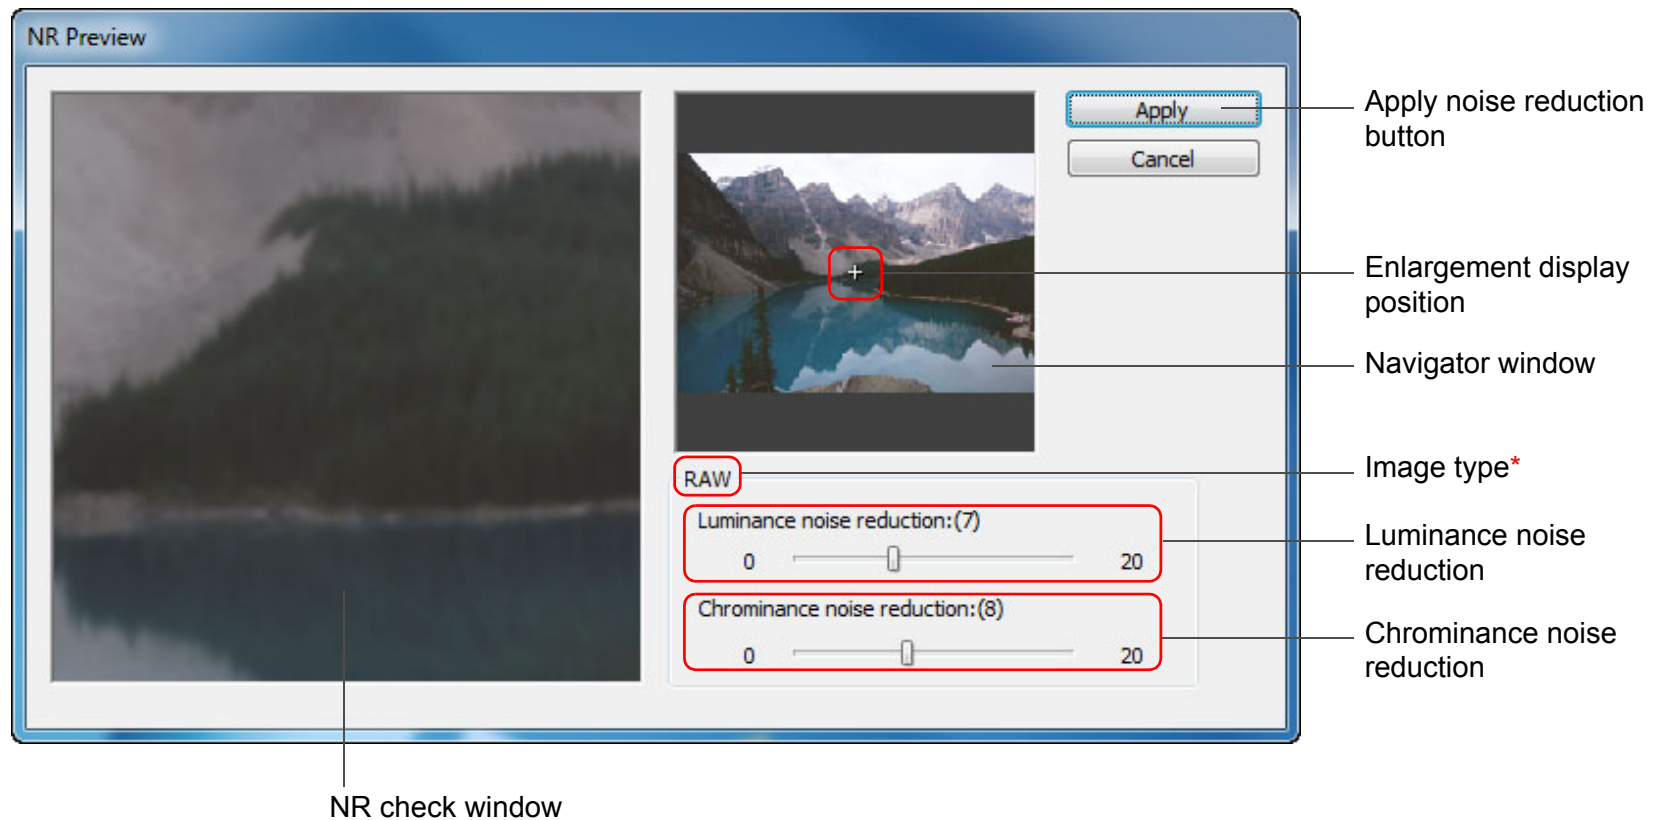 NR Preview
Apply
Cancel
Apply noise reduction
button
Enlargement display
position
Navigator window
RAW
Image type*
Luminance noise reduction:(7)
0
20
Luminance noise
reduction
Chrominance noise reduction:(8)
0
20
Chrominance noise
reduction
NR check window